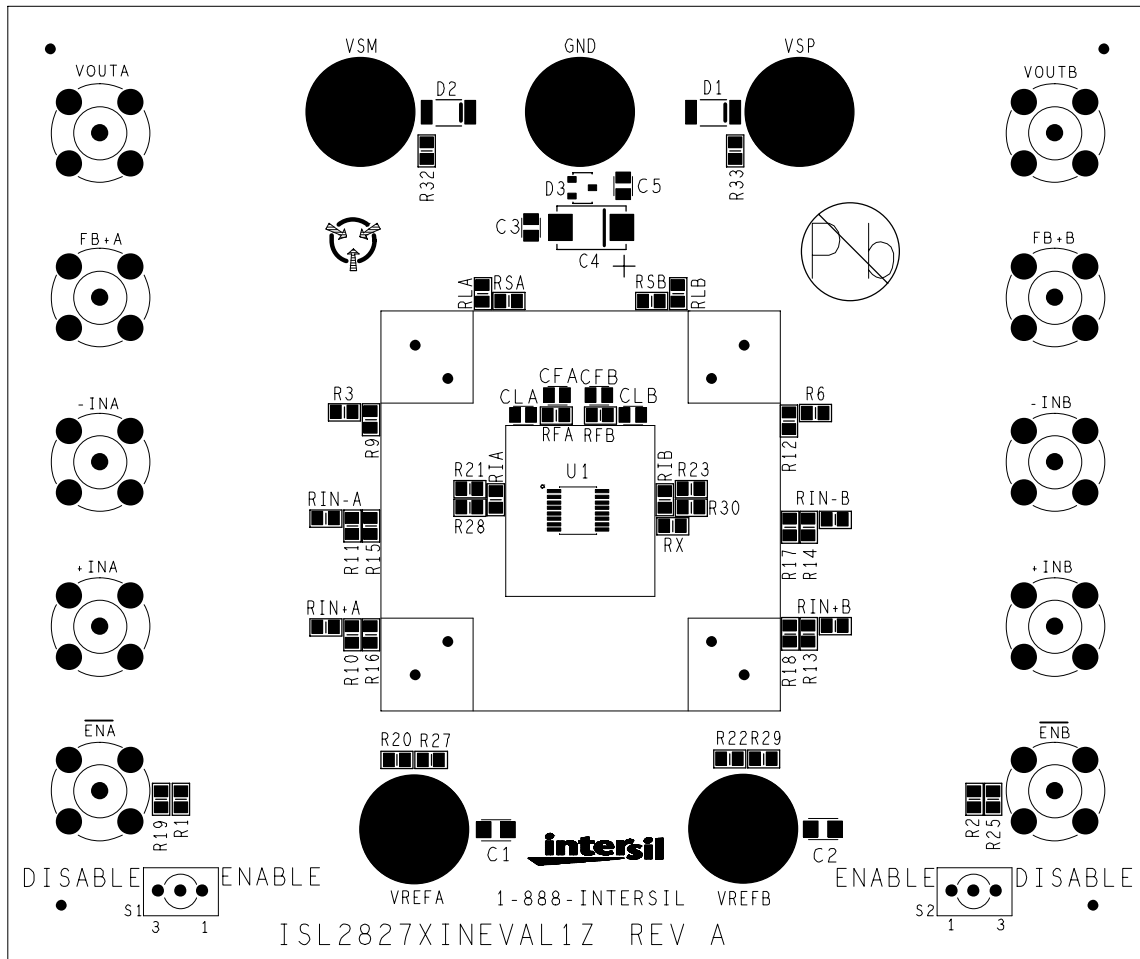 VSM GND VSP
VOUTA D2 D1 VOUTB
R32 R33
D3 C5
C3
FB+A C4 + FB+B
Pb
RLA RSA RSB RLB
CFA CFB
-INA R3 CLA CLB R6 -INB
R9 RFA RFB R12
R21 RIA U1 RIB R23
R28 R30
RIN-A RX RIN-B
R11 R15 R17 R14
+INA +INB
RIN+A RIN+B
R10 R16 R18 R13
ENA ENB
R20 R27 R22 R29
R19 R1 R2 R25
C1 intersil C2
DISABLE ENABLE ENABLE DISABLE
VREFA 1-888-INTERSIL VREFB
S1 S2
3 1 1 3
ISL2827XINEVAL1Z REV A